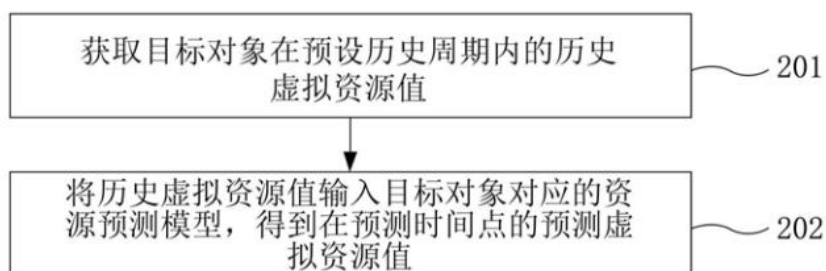 获取目标对象在预设历史周期内的历史
虚拟资源值
201
将历史虚拟资源值输入目标对象对应的资
源预测模型，得到在预测时间点的预测虚
拟资源值
202